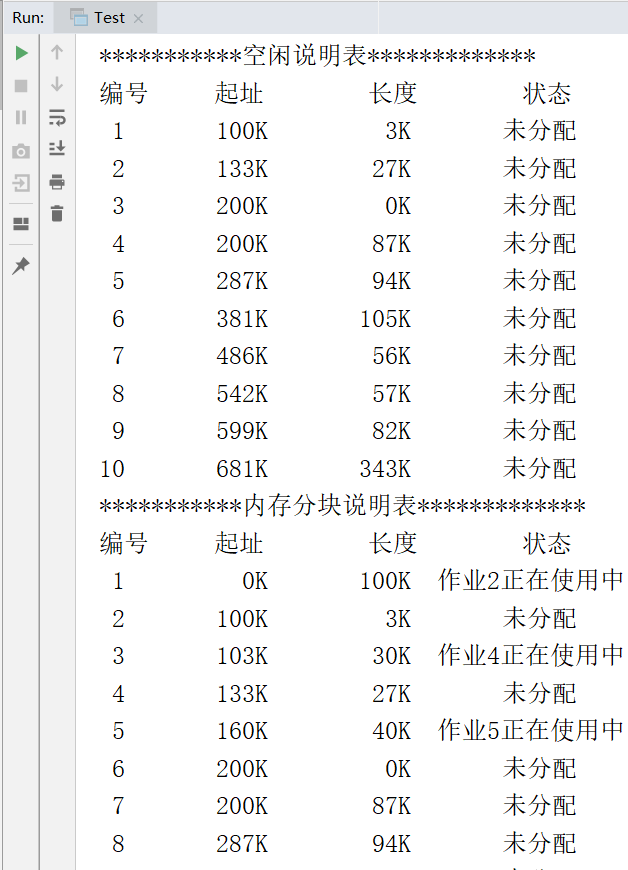 Run: Test
***********空闲说明表*************
编号 起址 长度 状态
1 100K 3K 未分配
2 133K 27K 未分配
3 200K 0K 未分配
4 200K 87K 未分配
5 287K 94K 未分配
6 381K 105K 未分配
7 486K 56K 未分配
8 542K 57K 未分配
9 599K 82K 未分配
10 681K 343K 未分配
***********内存分块说明表*************
编号 起址 长度 状态
1 0K 100K 作业2正在使用中
2 100K 3K 未分配
3 103K 30K 作业4正在使用中
4 133K 27K 未分配
5 160K 40K 作业5正在使用中
6 200K 0K 未分配
7 200K 87K 未分配
8 287K 94K 未分配